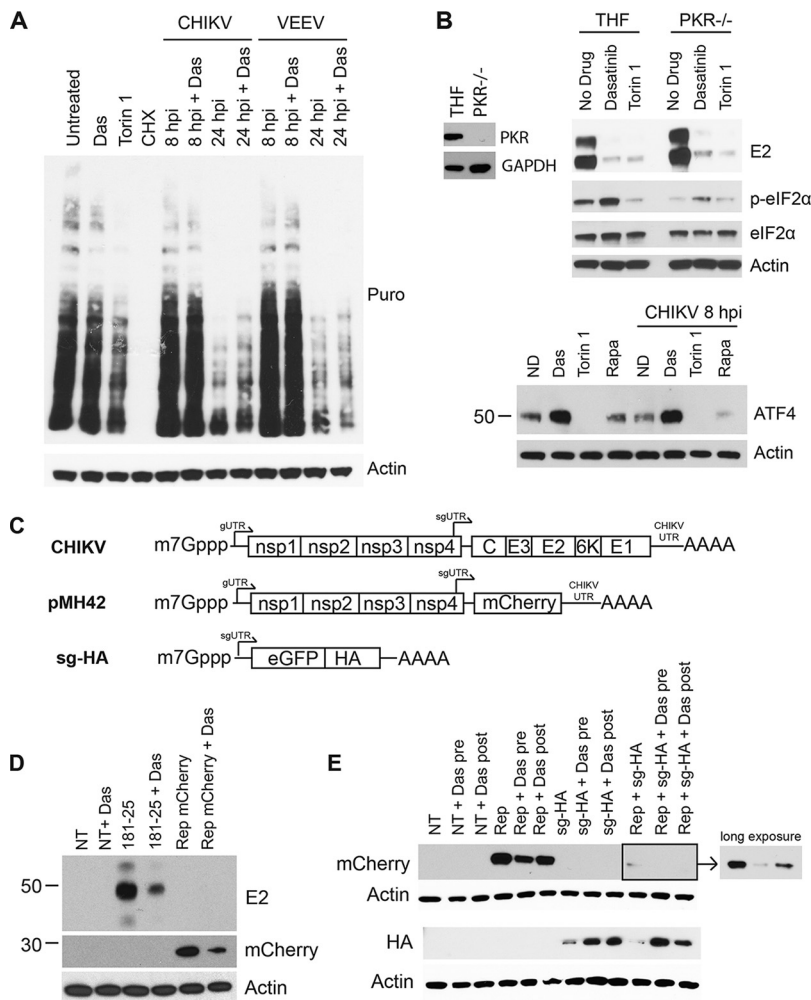 A
CHIKV VEEV
Untreated
Das
Torin 1
CHX
8 hpi
8 hpi + Das
24 hpi
24 hpi + Das
8 hpi
8 hpi + Das
24 hpi
24 hpi + Das
Puro
Actin
B
THF PKR-/-
THF
PKR-/-
PKR
GAPDH
No Drug
Dasatinib
Torin 1
No Drug
Dasatinib
Torin 1
E2
p-eIF2α
eIF2α
Actin
CHIKV 8 hpi
ND
Das
Torin 1
Rapa
ND
Das
Torin 1
Rapa
50
ATF4
Actin
C
CHIKV m7Gppp gUTR nsp1 nsp2 nsp3 nsp4 sgUTR C E3 E2 6K E1 CHIKV UTR AAAA
pMH42 m7Gppp gUTR nsp1 nsp2 nsp3 nsp4 sgUTR mCherry CHIKV UTR AAAA
sg-HA m7Gppp sgUTR eGFP HA AAAA
D
NT
NT+ Das
181-25
181-25 + Das
Rep mCherry
Rep mCherry + Das
50
E2
30
mCherry
Actin
E
NT
NT + Das pre
NT + Das post
Rep
Rep + Das pre
Rep + Das post
sg-HA
sg-HA + Das pre
sg-HA + Das post
Rep + sg-HA
Rep + sg-HA + Das pre
Rep + sg-HA + Das post
long exposure
mCherry
Actin
HA
Actin